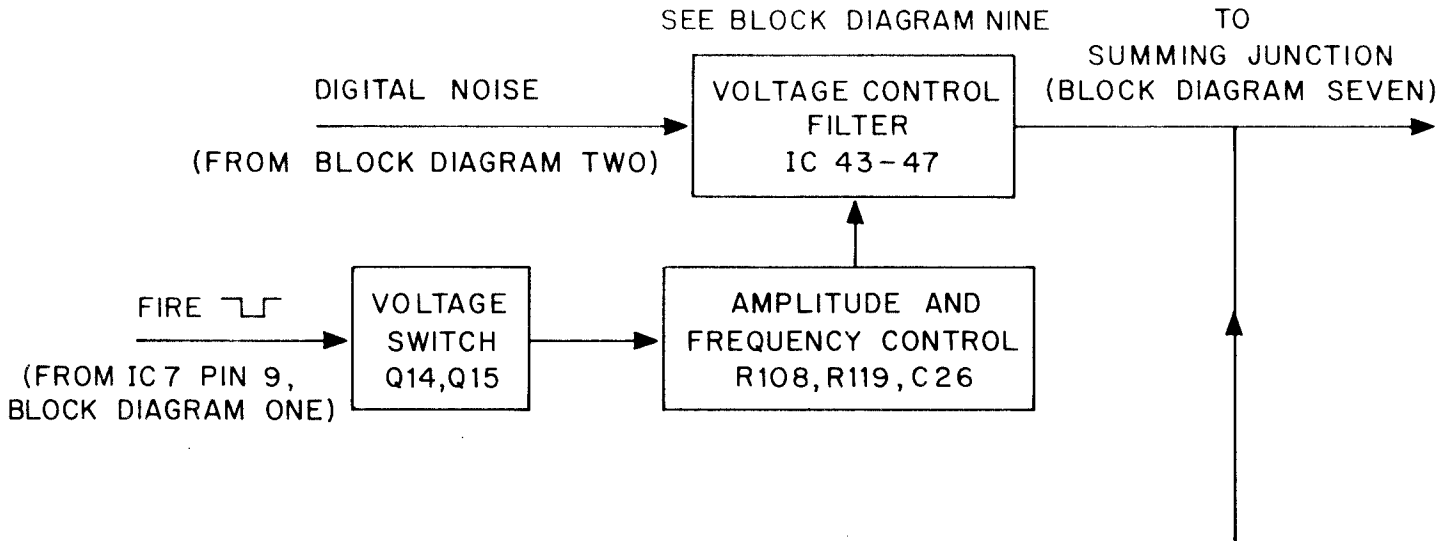 SEE BLOCK DIAGRAM NINE
TO
SUMMING JUNCTION
(BLOCK DIAGRAM SEVEN)
DIGITAL NOISE
(FROM BLOCK DIAGRAM TWO)
VOLTAGE CONTROL
FILTER
IC 43-47
FIRE
(FROM IC7 PIN 9,
BLOCK DIAGRAM ONE)
VOLTAGE
SWITCH
Q14,Q15
AMPLITUDE AND
FREQUENCY CONTROL
R108,R119,C26